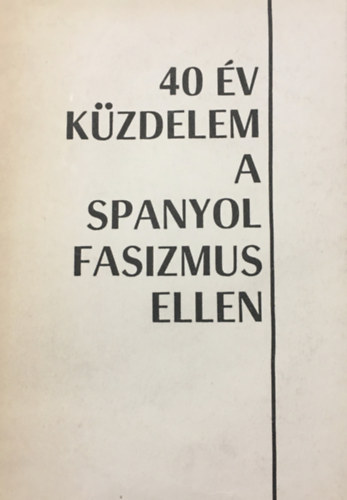 40 ÉV
KÜZDELEM
A
SPANYOL
FASIZMUS
ELLEN